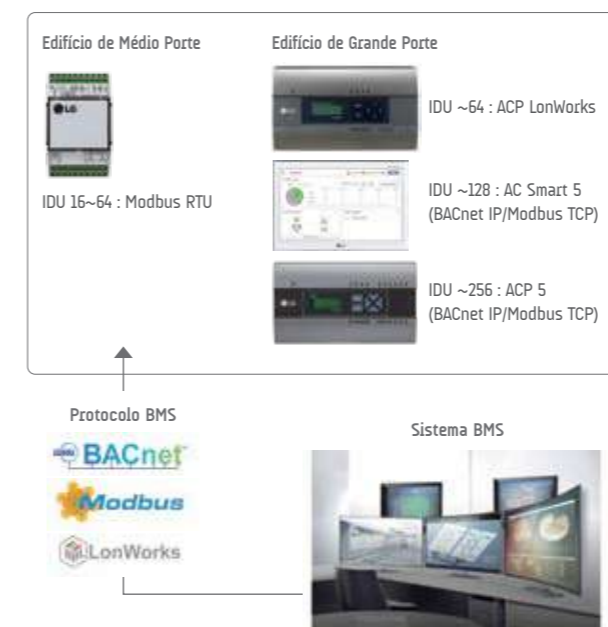 Edifício de Médio Porte
Edifício de Grande Porte
LG
IDU 16~64 : Modbus RTU
IDU ~64 : ACP LonWorks
IDU ~128 : AC Smart 5
(BACnet IP/Modbus TCP)
IDU ~256 : ACP 5
(BACnet IP/Modbus TCP)
Protocolo BMS
BACnet
Modbus
LonWorks
Sistema BMS